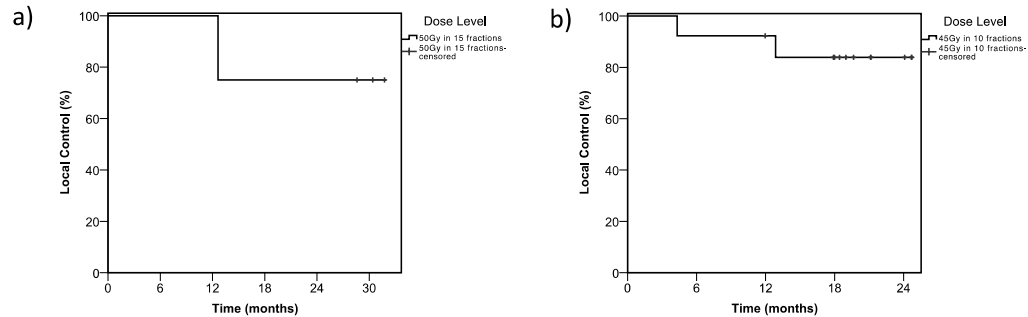 a)
Dose Level
50Gy in 15 fractions
50Gy in 15 fractions-
censored
Local Control (%)
100
80
60
40
20
0
0 6 12 18 24 30
Time (months)
b)
Dose Level
45Gy in 10 fractions
45Gy in 10 fractions-
censored
Local Control (%)
100
80
60
40
20
0
0 6 12 18 24
Time (months)